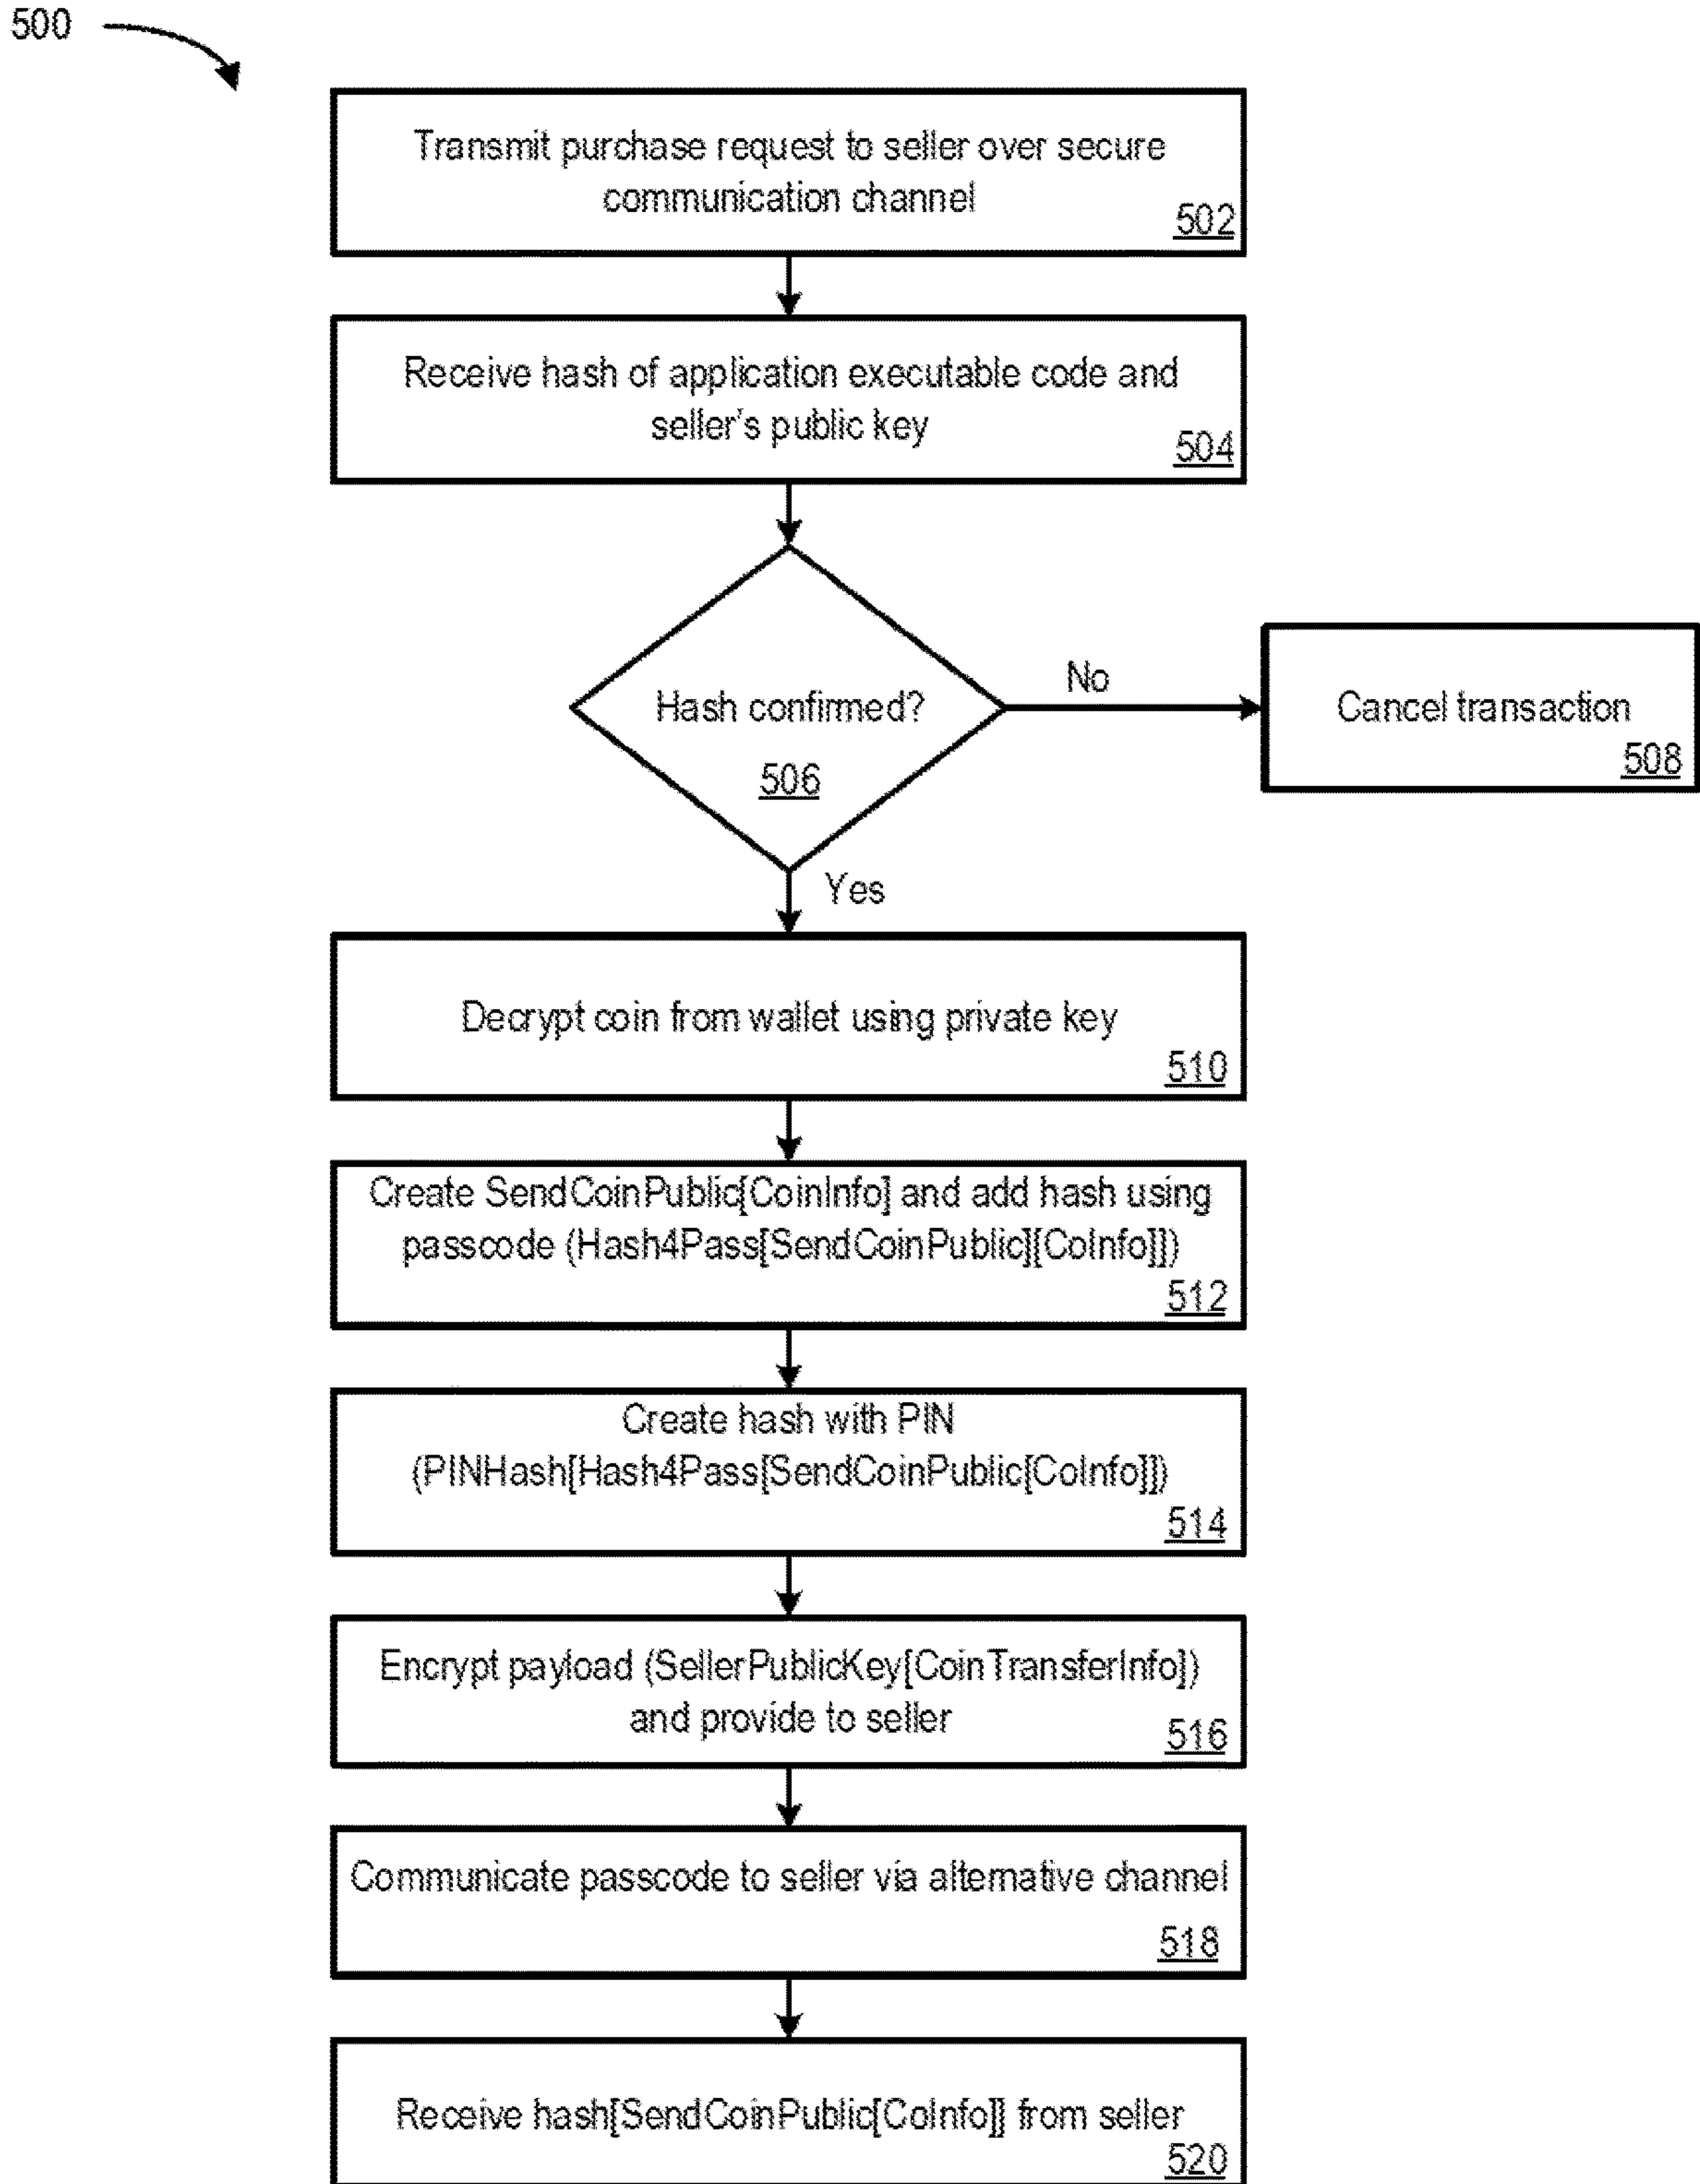 500
Transmit purchase request to seller over secure
communication channel
502
Receive hash of application executable code and
seller's public key
504
Hash confirmed?
506
No
Cancel transaction
508
Yes
Decrypt coin from wallet using private key
510
Create SendCoinPublic[CoinInfo] and add hash using
passcode (Hash4Pass[SendCoinPublic][CoInfo]])
512
Create hash with PIN
(PINHash[Hash4Pass[SendCoinPublic[CoInfo]])
514
Encrypt payload (SellerPublicKey[CoinTransferInfo])
and provide to seller
516
Communicate passcode to seller via alternative channel
518
Receive hash[SendCoinPublic[CoInfo]] from seller
520